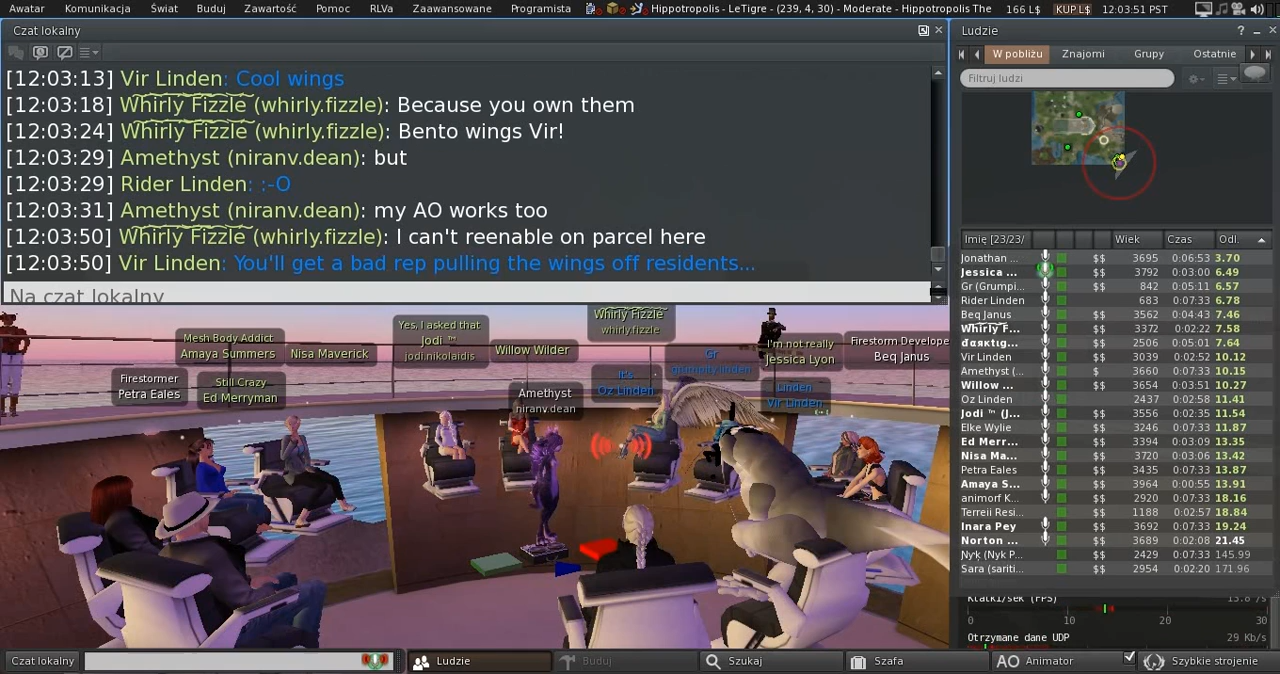 Awatar Komunikacja Świat Buduj Zawartość Pomoc RLVa Zaawansowane Programista Hippotropolis - LeTigre - (239, 4, 30) - Moderate - Hippotropolis The 166 L$ KUP L$ 12:03:51 PST
Czat lokalny
[12:03:13] Vir Linden: Cool wings
[12:03:18] Whirly Fizzle (whirly.fizzle): Because you own them
[12:03:24] Whirly Fizzle (whirly.fizzle): Bento wings Vir!
[12:03:29] Amethyst (niranv.dean): but
[12:03:29] Rider Linden: :-O
[12:03:31] Amethyst (niranv.dean): my AO works too
[12:03:50] Whirly Fizzle (whirly.fizzle): I can't reenable on parcel here
[12:03:50] Vir Linden: You'll get a bad rep pulling the wings off residents...
Na czat lokalny
Whirly Fizzle
whirly.fizzle
Mesh Body Addict
Amaya Summers
Nisa Maverick
Yes, I asked that
Jodi ™
jodi.nikolaidis
Willow Wilder
Gr
I'm not really
Jessica Lyon
Firestorm Develope
Beq Janus
Firestormer
Petra Eales
Still Crazy
Ed Merryman
Amethyst
niranv.dean
It's
Oz Linden
Linden
Vir Linden
Ludzie
W pobliżu Znajomi Grupy Ostatnie
Filtruj ludzi
Imię [23/23/ Wiek Czas Odl.
Jonathan ... $$ 3695 0:06:53 3.70
Jessica ... $$ 3792 0:03:00 6.49
Gr (Grumpi... $$ 842 0:05:11 6.57
Rider Linden 683 0:07:33 6.78
Beq Janus $$ 3562 0:04:43 7.46
Whirly F... $$ 3372 0:02:22 7.58
$$ 2506 0:05:01 7.64
Vir Linden $$ 3039 0:02:52 10.12
Amethyst ( $ 3660 0:07:33 10.15
Willow ... $$ 3654 0:03:51 10.27
Oz Linden 2437 0:02:58 11.41
Jodi ™ (J... $$ 3556 0:02:35 11.54
Elke Wylie $$ 3246 0:07:33 11.87
Ed Merr... $$ 3394 0:03:09 13.35
Nisa Ma... $$ 3720 0:03:06 13.42
Petra Eales $$ 3435 0:07:33 13.87
Amaya S... $$ 3964 0:00:55 13.91
animorf K... $$ 2920 0:07:33 18.16
Terreii Resi... $$ 1188 0:02:57 18.84
Inara Pey $$ 3692 0:07:33 19.24
Norton ... $$ 3689 0:02:08 21.45
Nyk (Nyk P... $$ 2429 0:07:33 145.99
Sara (sariti... $$ 2954 0:02:20 171.96
Klatki/sek (FPS) 13.8 /s
0 10 20 30
Otrzymane dane UDP 29 Kb/s
Czat lokalny Ludzie Buduj Szukaj Szafa AO Animator Szybkie strojenie